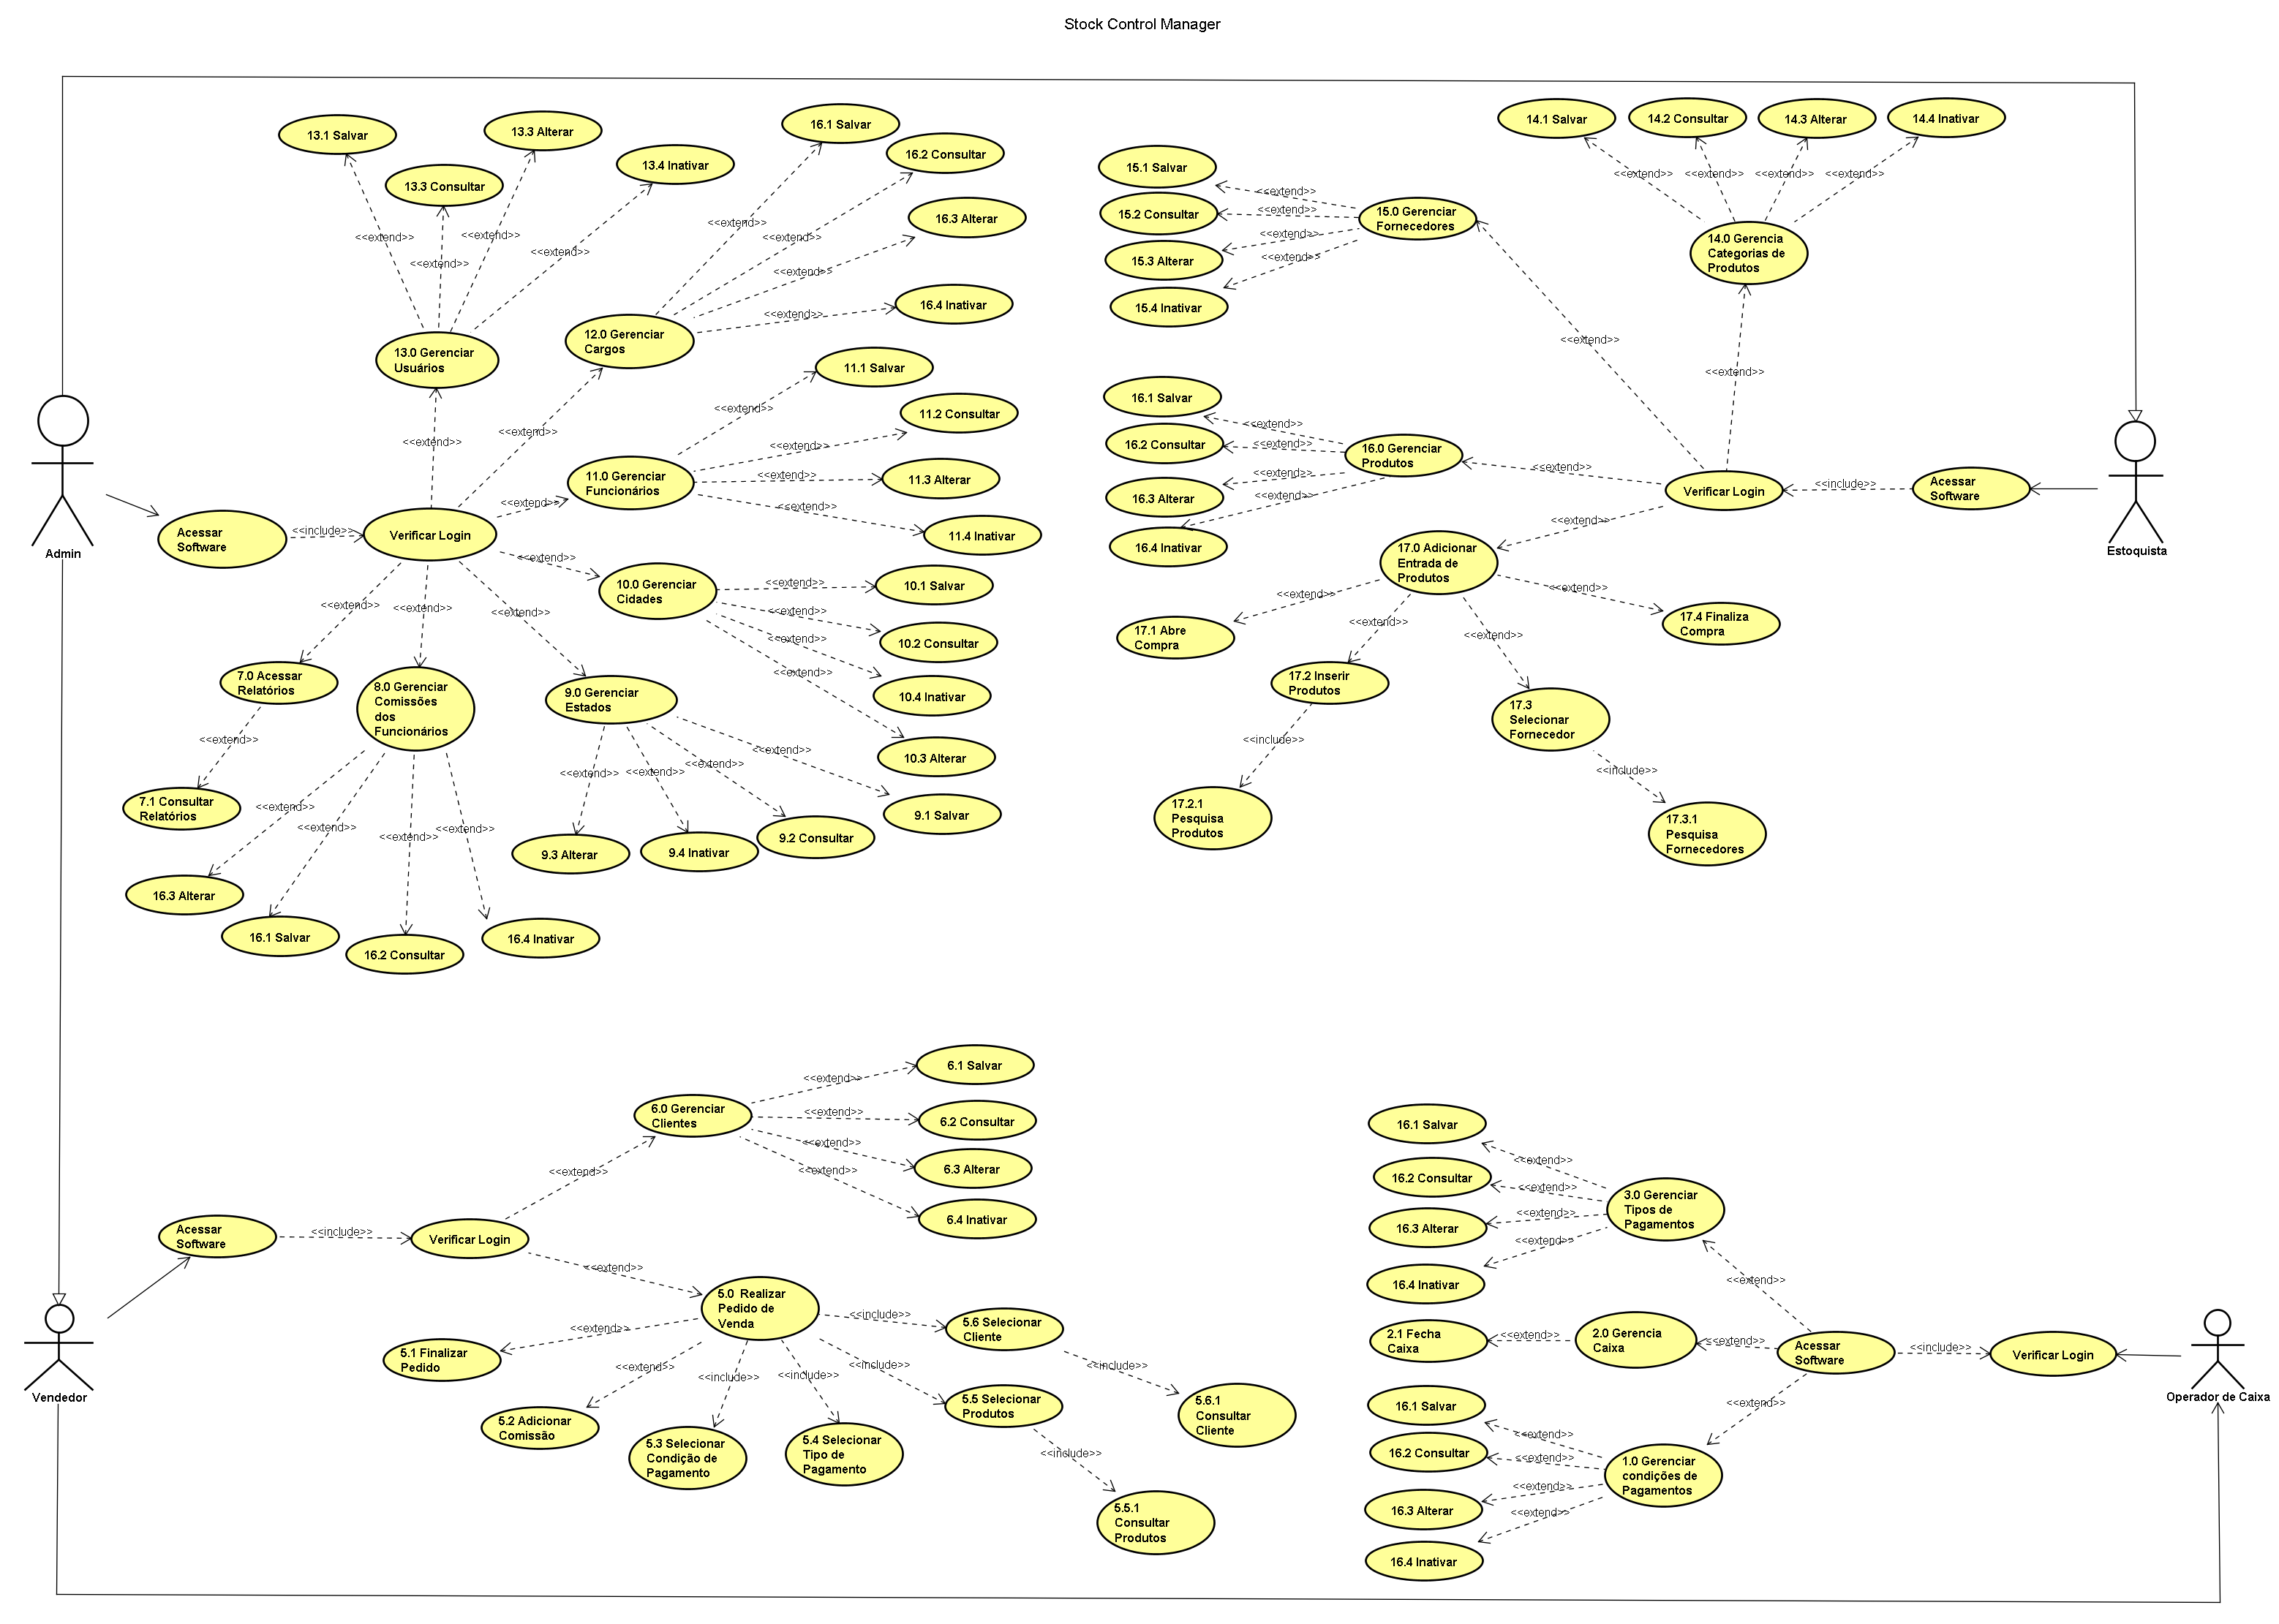 Stock Control Manager
13.1 Salvar
13.3 Alterar
13.3 Consultar
13.4 Inativar
<<extend>>
<<extend>>
<<extend>>
<<extend>>
13.0 Gerenciar
Usuários
16.1 Salvar
16.2 Consultar
16.3 Alterar
16.4 Inativar
<<extend>>
<<extend>>
<<extend>>
<<extend>>
12.0 Gerenciar
Cargos
11.1 Salvar
11.2 Consultar
11.3 Alterar
11.4 Inativar
<<extend>>
<<extend>>
<<extend>>
<<extend>>
11.0 Gerenciar
Funcionários
<<extend>>
<<extend>>
<<extend>>
Admin
Acessar
Software
<<include>>
Verificar Login
<<extend>>
10.0 Gerenciar
Cidades
<<extend>>
<<extend>>
<<extend>>
<<extend>>
10.1 Salvar
10.2 Consultar
10.4 Inativar
10.3 Alterar
<<extend>>
<<extend>>
<<extend>>
7.0 Acessar
Relatórios
<<extend>>
7.1 Consultar
Relatórios
8.0 Gerenciar
Comissões
dos
Funcionários
<<extend>>
<<extend>>
<<extend>>
<<extend>>
16.3 Alterar
16.1 Salvar
16.2 Consultar
16.4 Inativar
9.0 Gerenciar
Estados
<<extend>>
<<extend>>
<<extend>>
<<extend>>
9.3 Alterar
9.4 Inativar
9.2 Consultar
9.1 Salvar
14.1 Salvar
14.2 Consultar
14.3 Alterar
14.4 Inativar
<<extend>>
<<extend>>
<<extend>>
<<extend>>
14.0 Gerencia
Categorias de
Produtos
15.1 Salvar
15.2 Consultar
15.3 Alterar
15.4 Inativar
<<extend>>
<<extend>>
<<extend>>
<<extend>>
15.0 Gerenciar
Fornecedores
<<extend>>
<<extend>>
16.1 Salvar
16.2 Consultar
16.3 Alterar
16.4 Inativar
<<extend>>
<<extend>>
<<extend>>
<<extend>>
16.0 Gerenciar
Produtos
<<extend>>
Verificar Login
<<include>>
Acessar
Software
Estoquista
<<extend>>
17.0 Adicionar
Entrada de
Produtos
<<extend>>
<<extend>>
<<extend>>
<<extend>>
17.1 Abre
Compra
17.2 Inserir
Produtos
17.3
Selecionar
Fornecedor
17.4 Finaliza
Compra
<<include>>
<<include>>
17.2.1
Pesquisa
Produtos
17.3.1
Pesquisa
Fornecedores
6.1 Salvar
6.2 Consultar
6.3 Alterar
6.4 Inativar
<<extend>>
<<extend>>
<<extend>>
<<extend>>
6.0 Gerenciar
Clientes
<<extend>>
Acessar
Software
<<include>>
Verificar Login
<<extend>>
Vendedor
5.0  Realizar
Pedido de
Venda
<<extend>>
<<extend>>
<<include>>
<<include>>
<<include>>
<<include>>
5.1 Finalizar
Pedido
5.2 Adicionar
Comissão
5.3 Selecionar
Condição de
Pagamento
5.4 Selecionar
Tipo de
Pagamento
5.5 Selecionar
Produtos
5.6 Selecionar
Cliente
<<include>>
<<include>>
5.6.1
Consultar
Cliente
5.5.1
Consultar
Produtos
16.1 Salvar
16.2 Consultar
16.3 Alterar
16.4 Inativar
<<extend>>
<<extend>>
<<extend>>
<<extend>>
3.0 Gerenciar
Tipos de
Pagamentos
<<extend>>
2.1 Fecha
Caixa
<<extend>>
2.0 Gerencia
Caixa
<<extend>>
Acessar
Software
<<include>>
Verificar Login
Operador de Caixa
<<extend>>
16.1 Salvar
16.2 Consultar
16.3 Alterar
16.4 Inativar
<<extend>>
<<extend>>
<<extend>>
<<extend>>
1.0 Gerenciar
condições de
Pagamentos